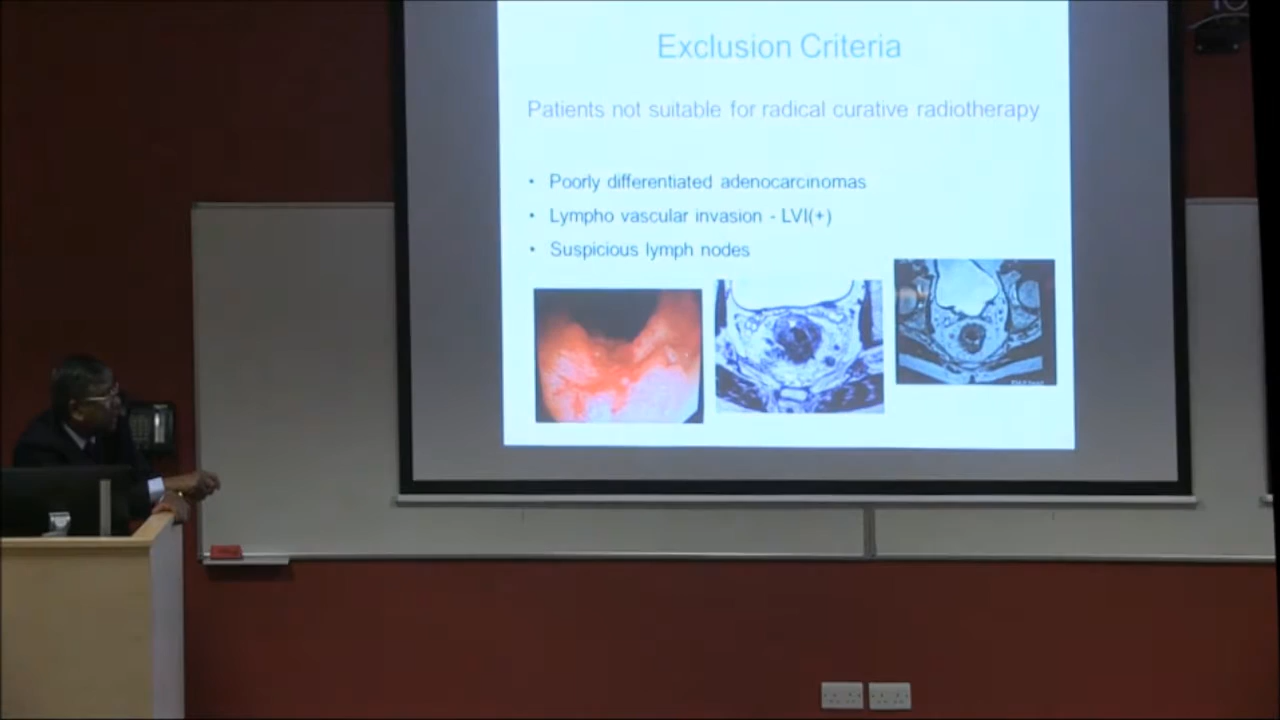 Exclusion Criteria
Patients not suitable for radical curative radiotherapy
• Poorly differentiated adenocarcinomas
• Lympho vascular invasion - LVI(+)
• Suspicious lymph nodes